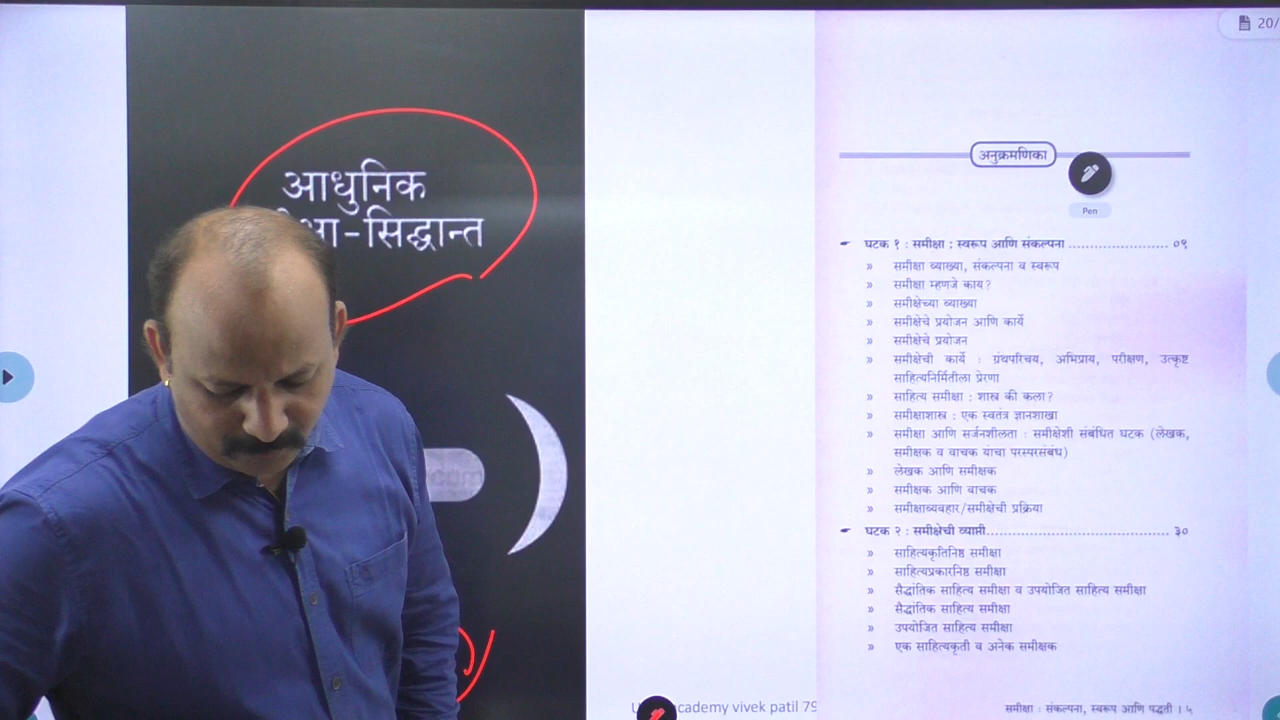 आधुनिक
-सिद्धान्त
20/
अनुक्रमणिका
Pen
घटक १ : समीक्षा : स्वरूप आणि संकल्पना ........................ ०९
» समीक्षा व्याख्या, संकल्पना व स्वरूप
» समीक्षा म्हणजे काय?
» समीक्षेच्या व्याख्या
» समीक्षेचे प्रयोजन आणि कार्ये
» समीक्षेचे प्रयोजन
» समीक्षेची कार्ये : ग्रंथपरिचय, अभिप्राय, परीक्षण, उत्कृष्ट
साहित्यनिर्मितीला प्रेरणा
» साहित्य समीक्षा : शास्त्र की कला?
» समीक्षाशास्त्र : एक स्वतंत्र ज्ञानशाखा
» समीक्षा आणि सर्जनशीलता : समीक्षेशी संबंधित घटक (लेखक,
समीक्षक व वाचक यांचा परस्परसंबंध)
» लेखक आणि समीक्षक
» समीक्षक आणि वाचक
» समीक्षाव्यवहार/समीक्षेची प्रक्रिया
घटक २ : समीक्षेची व्याप्ती............................................ ३०
» साहित्यकृतिनिष्ठ समीक्षा
» साहित्यप्रकारनिष्ठ समीक्षा
» सैद्धांतिक साहित्य समीक्षा व उपयोजित साहित्य समीक्षा
» सैद्धांतिक साहित्य समीक्षा
» उपयोजित साहित्य समीक्षा
» एक साहित्यकृती व अनेक समीक्षक
vivek patil 79
समीक्षा : संकल्पना, स्वरूप आणि पद्धती । ५